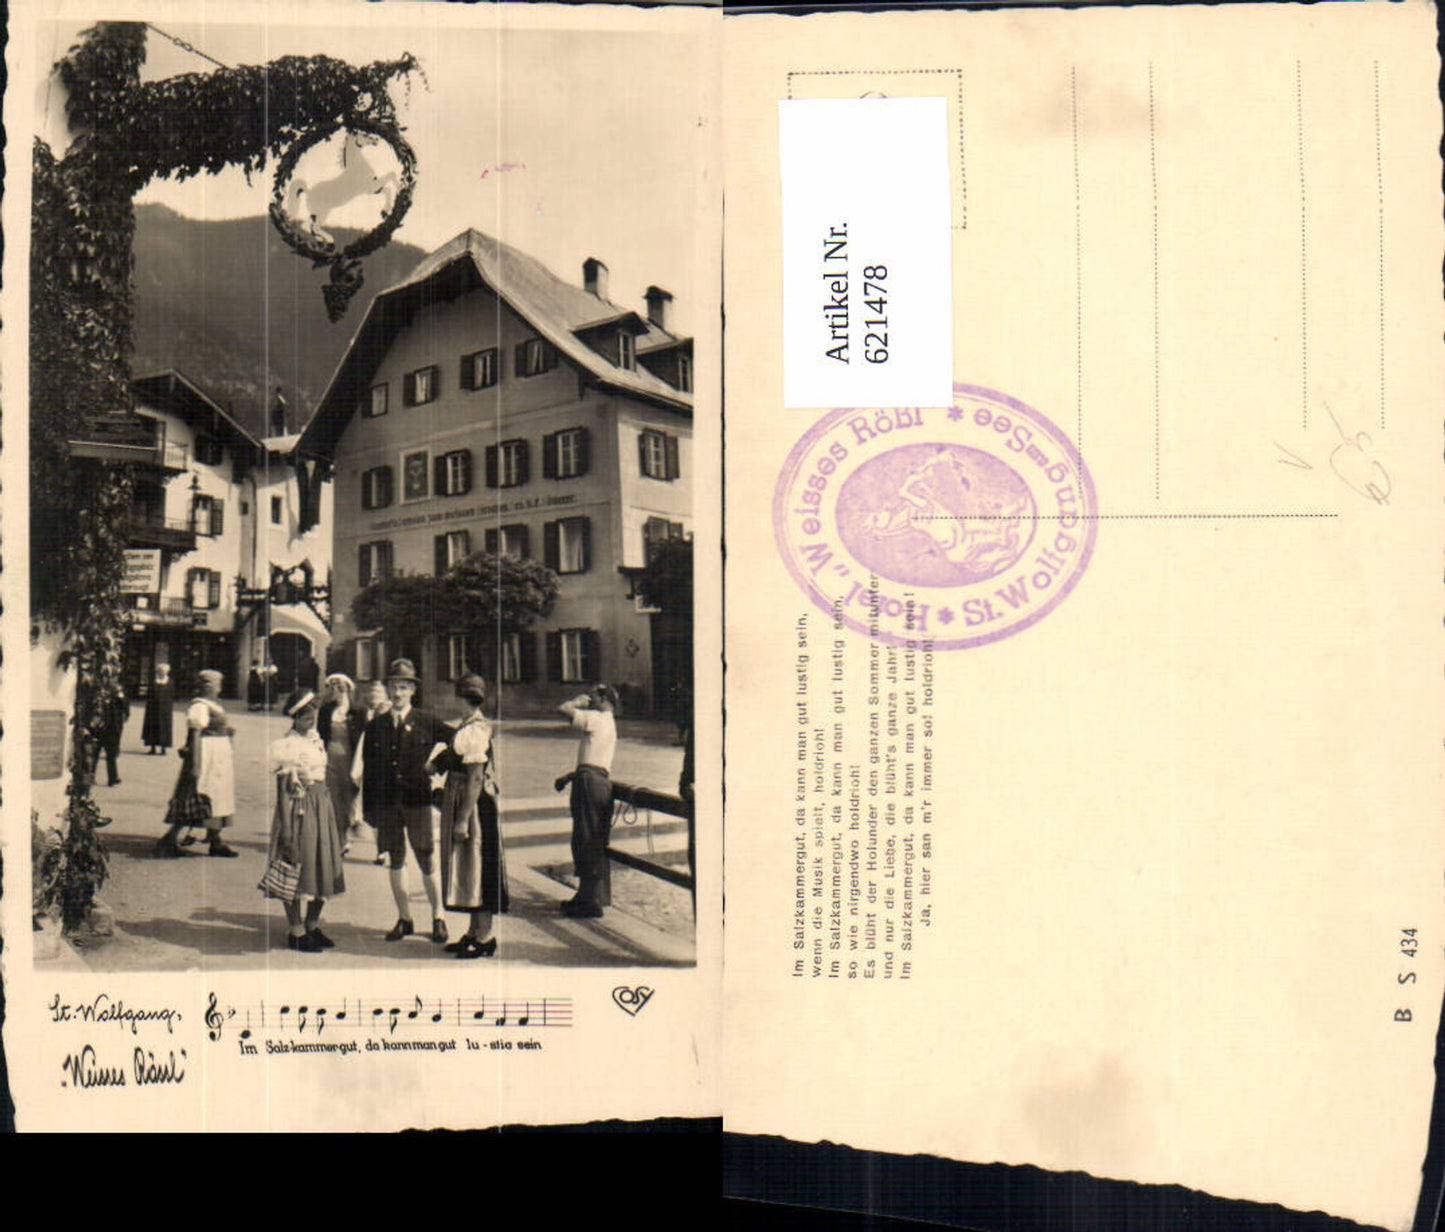 St. Wolfgang,
„Weisses Rössl"
Im Salz-kammergut, da kann man gut lu-stig sein
Artikel Nr.
621478
Hotel „Weisses Rößl * St. Wolfgang am See *
Im Salzkammergut, da kann man gut lustig sein,
wenn die Musik spielt, holdrioh!
Im Salzkammergut, da kann man gut lustig sein,
so wie nirgendwo holdrioh!
Es blüht der Holunder den ganzen Sommer mitunter
und nur die Liebe, die blüht's ganze Jahr!
Im Salzkammergut, da kann man gut lustig sein!
Ja, hier san m'r immer so! holdrioh!
B S 434